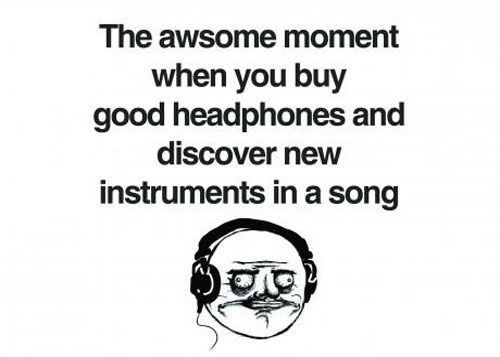 The awsome moment
when you buy
good headphones and
discover new
instruments in a song